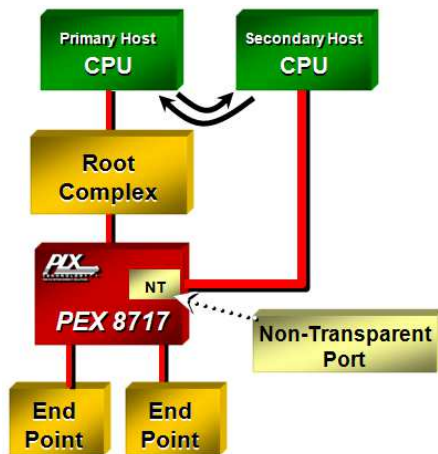 Primary Host
CPU
Secondary Host
CPU
Root
Complex
PLX
TECHNOLOGY
NT
PEX 8717
Non-Transparent
Port
End
Point
End
Point